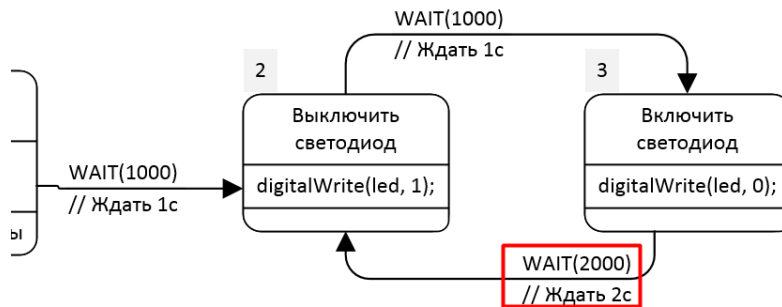 WAIT(1000)
// Ждать 1с
2
3
Выключить
светодиод
digitalWrite(led, 1);
Включить
светодиод
digitalWrite(led, 0);
WAIT(1000)
// Ждать 1с
ы
WAIT(2000)
// Ждать 2с